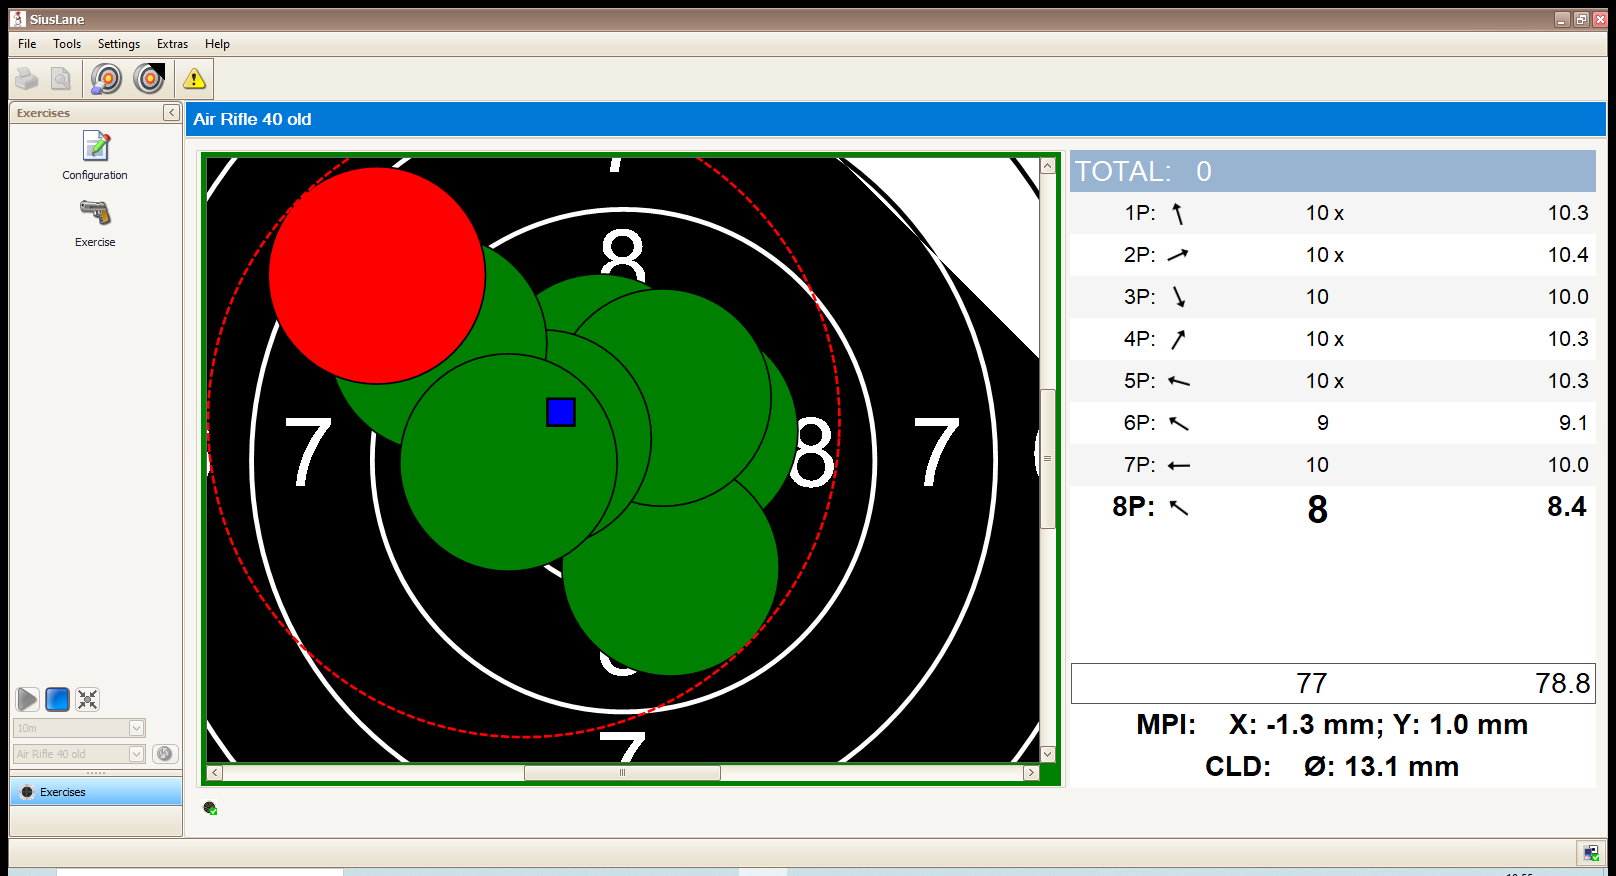 SiusLane
File Tools Settings Extras Help
Exercises
Configuration
Exercise
10m
Air Rifle 40 old
Exercises
Air Rifle 40 old
7
8
7
8
7
7
TOTAL: 0
1P: 10 x 10.3
2P: 10 x 10.4
3P: 10 10.0
4P: 10 x 10.3
5P: 10 x 10.3
6P: 9 9.1
7P: 10 10.0
8P: 8 8.4
77 78.8
MPI: X: -1.3 mm; Y: 1.0 mm
CLD: Ø: 13.1 mm